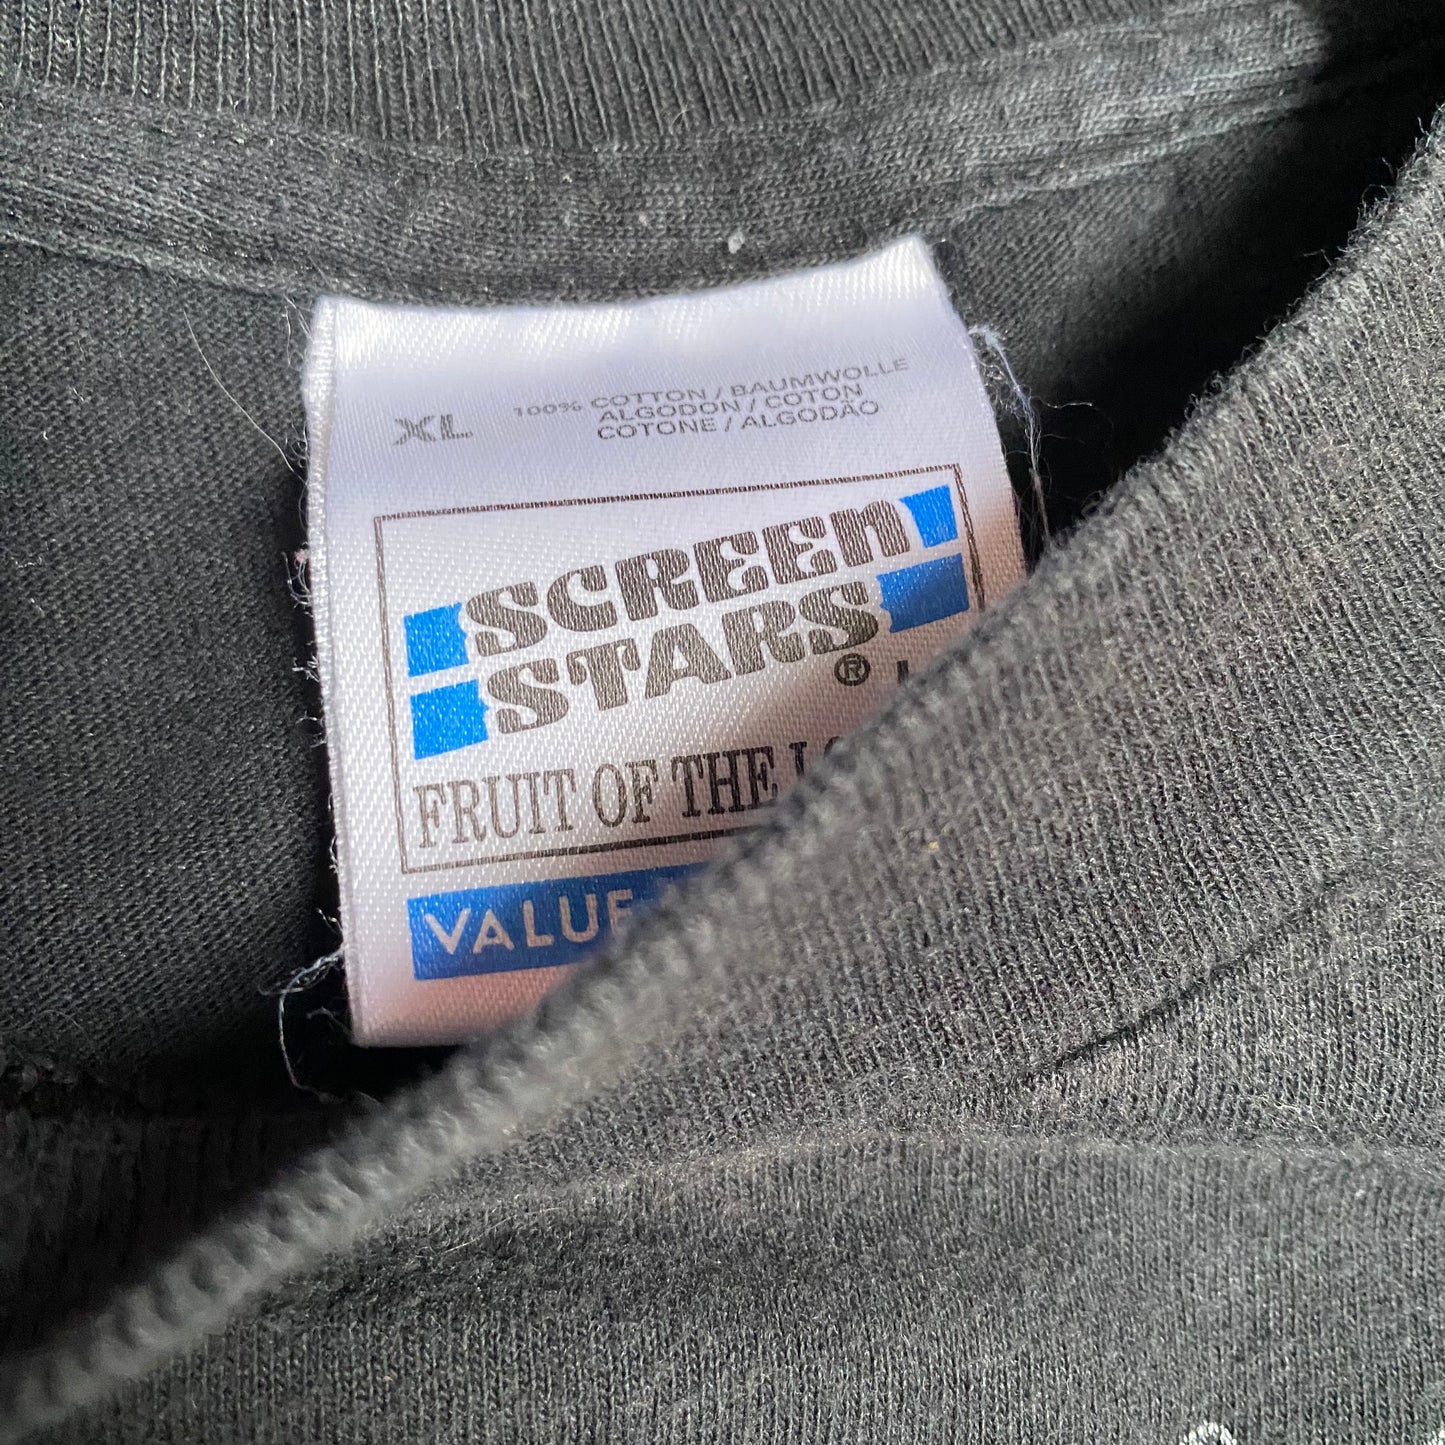 XL
100% COTTON / BAUMWOLLE
ALGODON / COTON
COTONE / ALGODÃO
SCREEN
STARS
®
FRUIT OF THE
VALUE